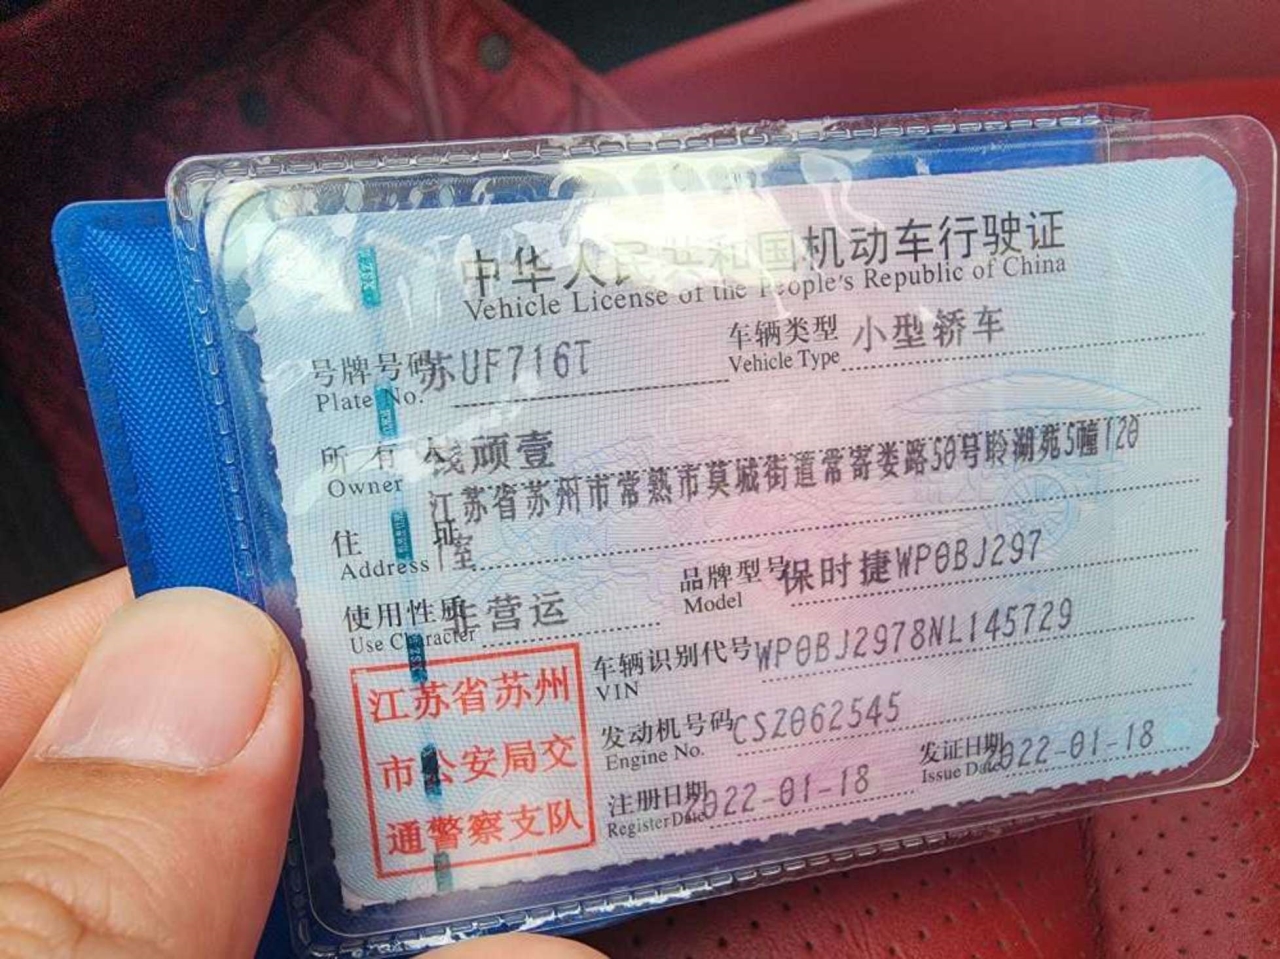 中华人民共和国机动车行驶证
Vehicle License of the People's Republic of China
号牌号码 苏UF716T 车辆类型 小型轿车
Plate No. Vehicle Type
所有人 钱顽壹
Owner
江苏省苏州市常熟市莫城街道常寄娄路50号聆湖苑5幢120
住址 1室
Address
使用性质 非营运 品牌型号 保时捷WP0BJ297
Use Character Model
江苏省苏州
市公安局交
通警察支队
车辆识别代号 WP0BJ2978NL145729
VIN
发动机号码 CSZ062545
Engine No.
注册日期 2022-01-18 发证日期 2022-01-18
Register Date Issue Date